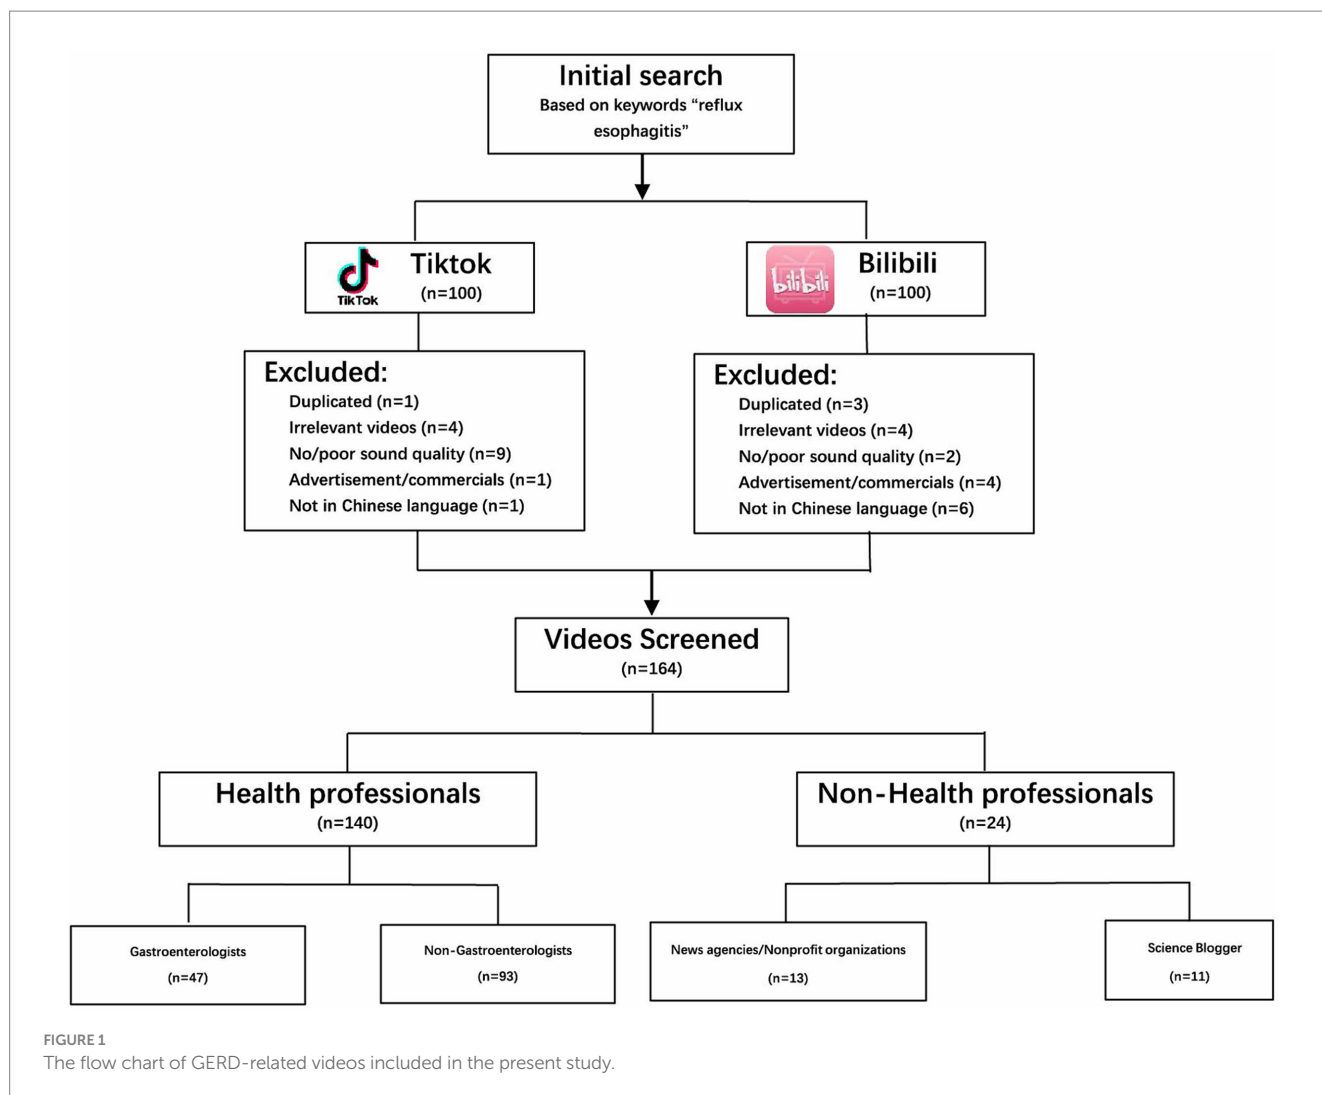 Initial search
Based on keywords “reflux
esophagitis”
TikTok
Tiktok
(n=100)
bilibili
Bilibili
(n=100)
Excluded:
Duplicated (n=1)
Irrelevant videos (n=4)
No/poor sound quality (n=9)
Advertisement/commercials (n=1)
Not in Chinese language (n=1)
Excluded:
Duplicated (n=3)
Irrelevant videos (n=4)
No/poor sound quality (n=2)
Advertisement/commercials (n=4)
Not in Chinese language (n=6)
Videos Screened
(n=164)
Health professionals
(n=140)
Non-Health professionals
(n=24)
Gastroenterologists
(n=47)
Non-Gastroenterologists
(n=93)
News agencies/Nonprofit organizations
(n=13)
Science Blogger
(n=11)
FIGURE 1
The flow chart of GERD-related videos included in the present study.